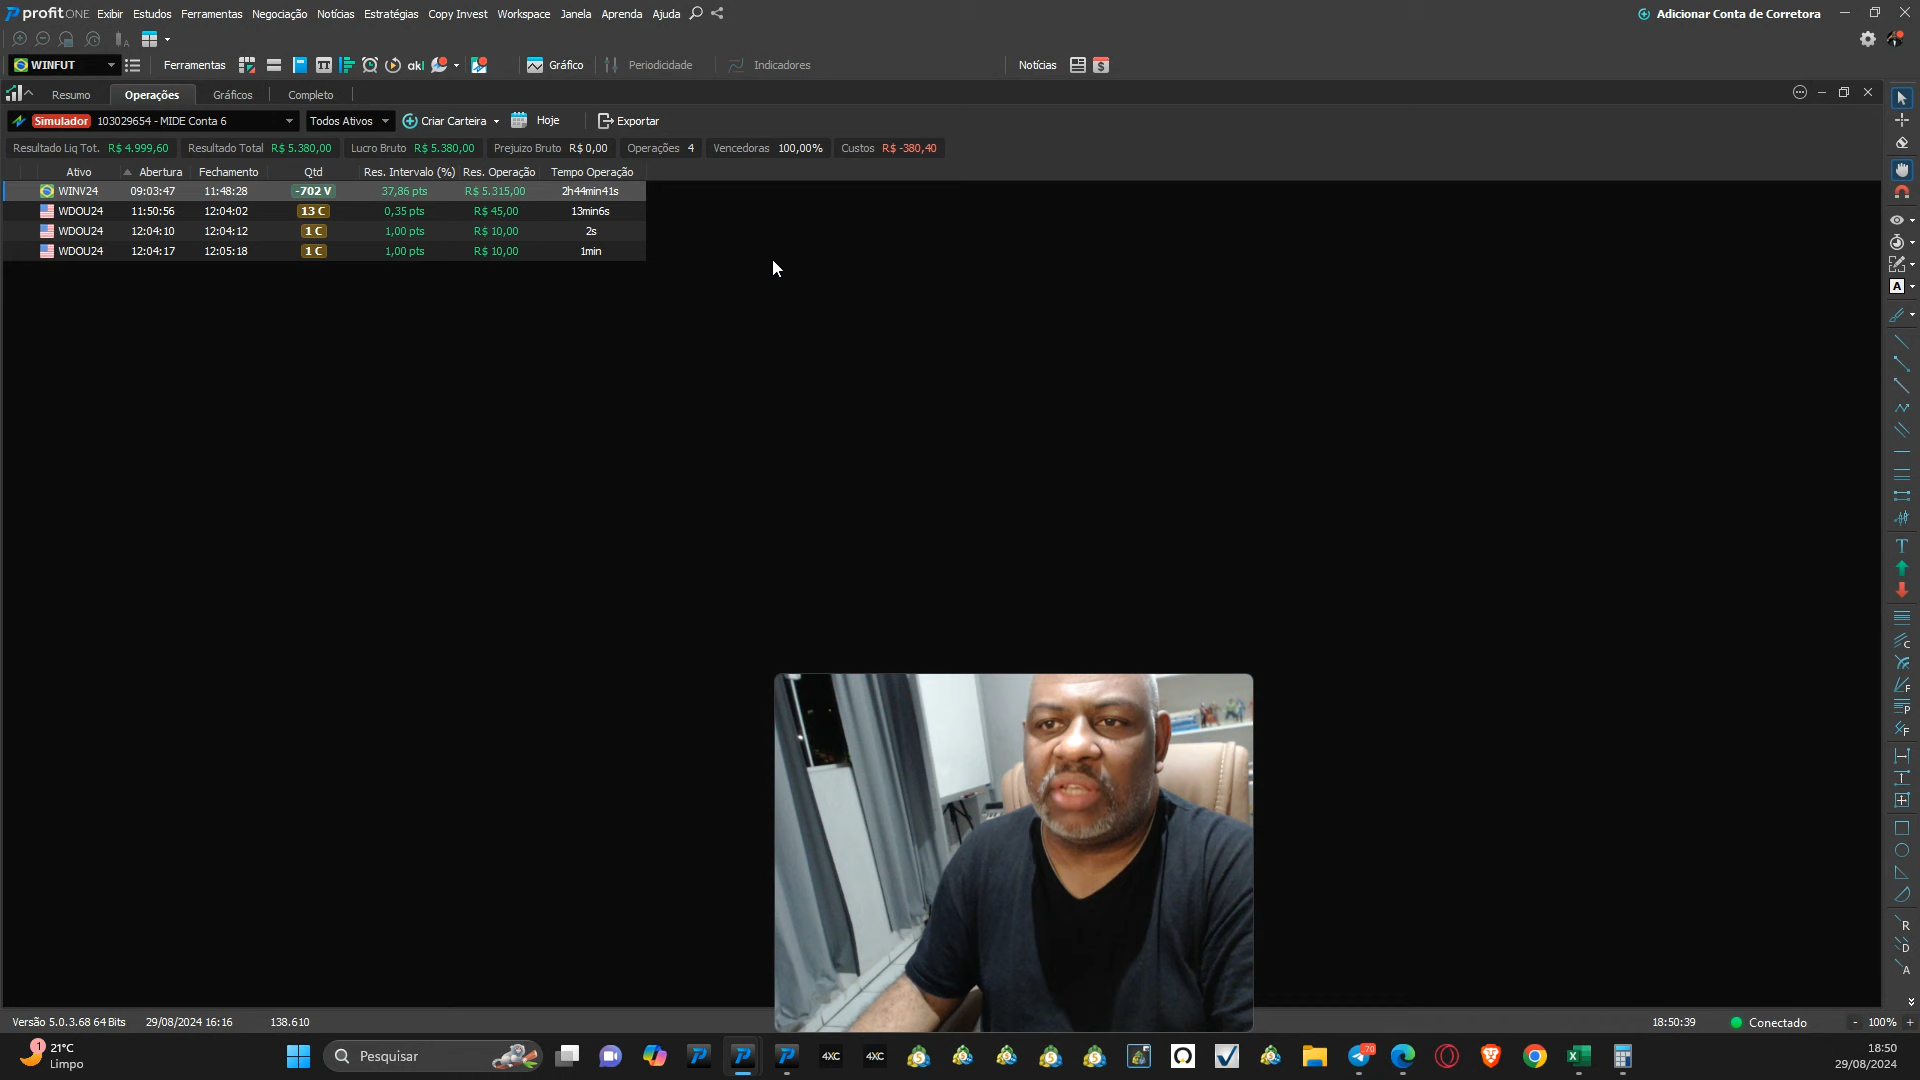 profitONE Exibir Estudos Ferramentas Negociação Notícias Estratégias Copy Invest Workspace Janela Aprenda Ajuda Adicionar Conta de Corretora
WINFUT Ferramentas Gráfico Periodicidade Indicadores Notícias
Resumo Operações Gráficos Completo
Simulador 103029654 - MIDE Conta 6 Todos Ativos Criar Carteira Hoje Exportar
Resultado Liq Tot. R$ 4.999,60 Resultado Total R$ 5.380,00 Lucro Bruto R$ 5.380,00 Prejuizo Bruto R$ 0,00 Operações 4 Vencedoras 100,00% Custos R$ -380,40
Ativo Abertura Fechamento Qtd Res. Intervalo (%) Res. Operação Tempo Operação
WINV24 09:03:47 11:48:28 -702 V 37,86 pts R$ 5.315,00 2h44min41s
WDOU24 11:50:56 12:04:02 13 C 0,35 pts R$ 45,00 13min6s
WDOU24 12:04:10 12:04:12 1 C 1,00 pts R$ 10,00 2s
WDOU24 12:04:17 12:05:18 1 C 1,00 pts R$ 10,00 1min
Versão 5.0.3.68 64 Bits 29/08/2024 16:16 138.610 18:50:39 Conectado - 100% +
1 21°C Limpo
Pesquisar 4XC 4XC 70
18:50
29/08/2024